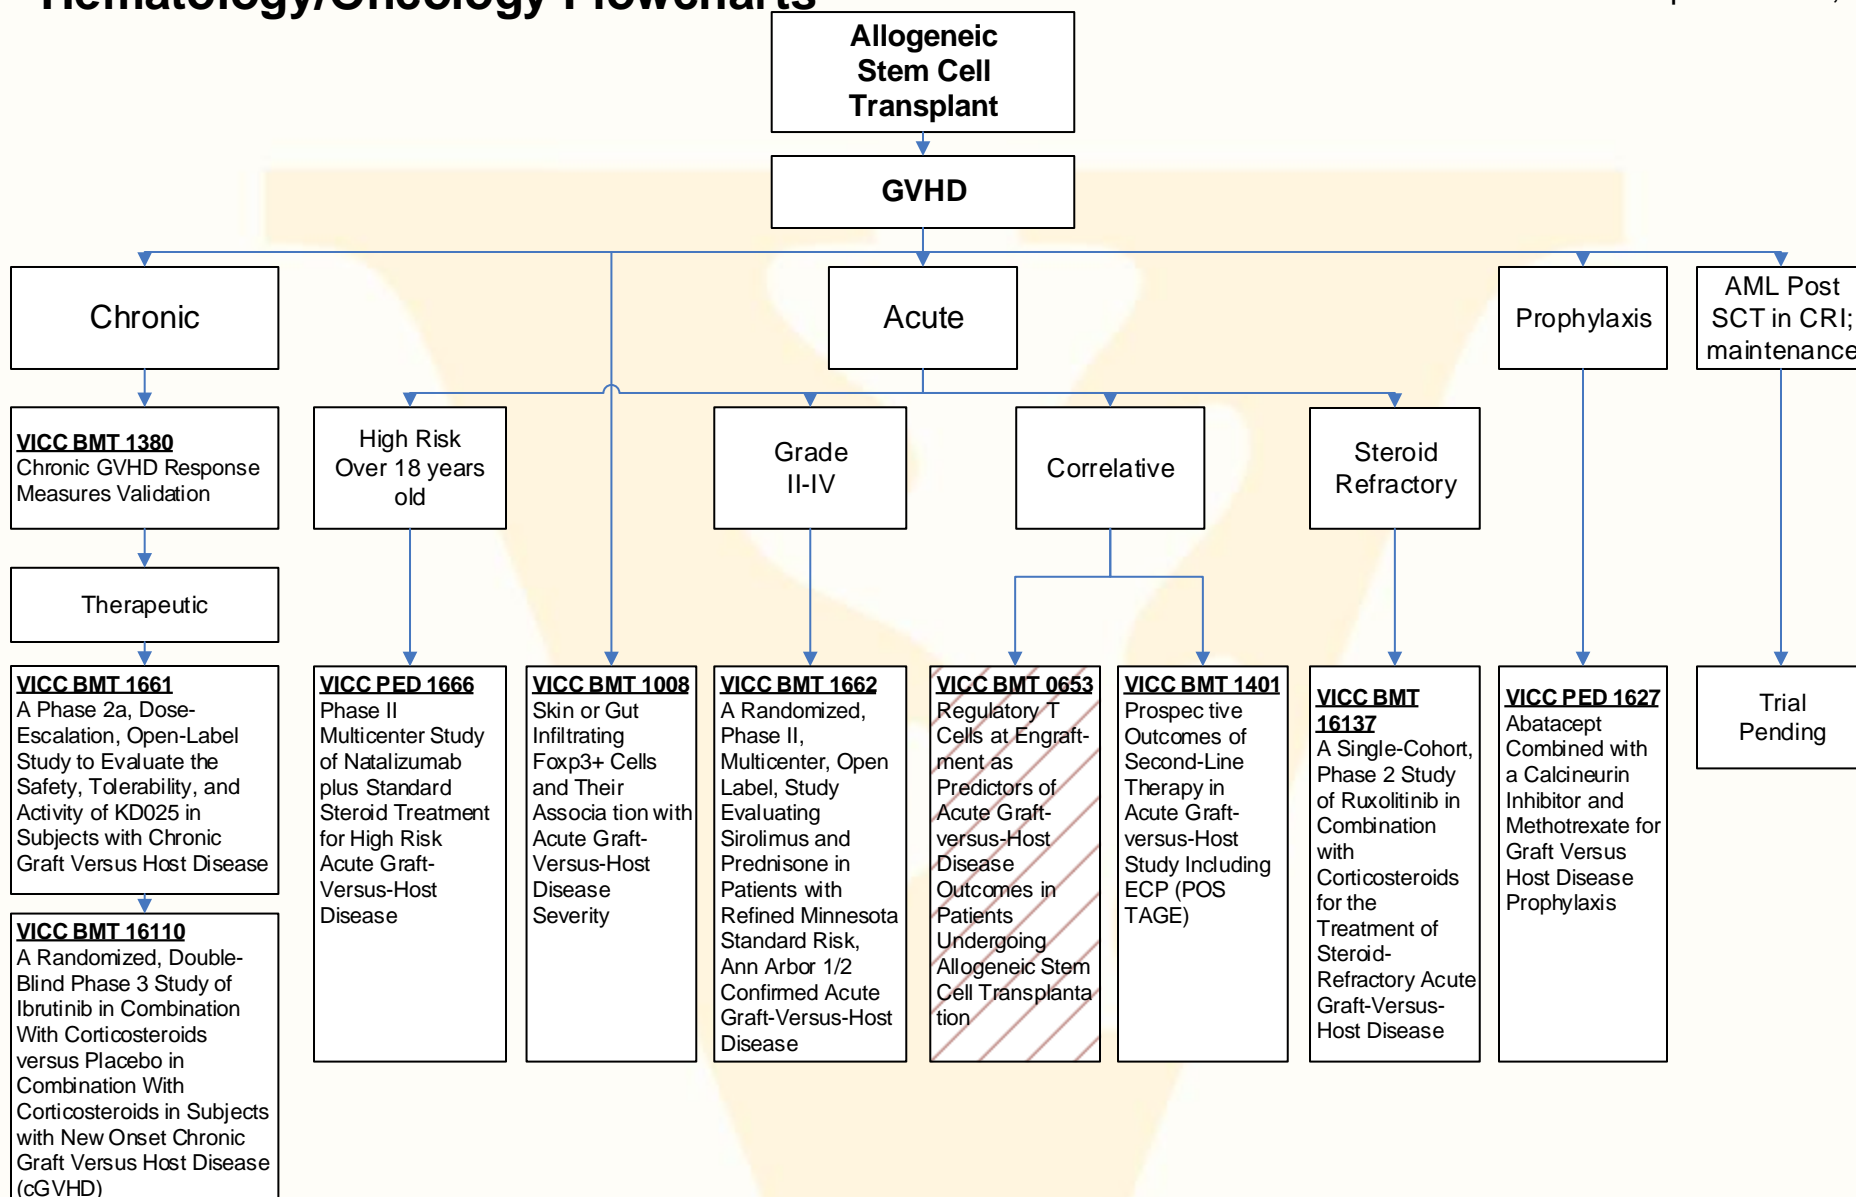 Hematology/Oncology Flowcharts
Allogeneic
Stem Cell
Transplant
GVHD
Chronic
Acute
Prophylaxis
AML Post
SCT in CRI;
maintenance
VICC BMT 1380
Chronic GVHD Response
Measures Validation
High Risk
Over 18 years
old
Grade
II-IV
Correlative
Steroid
Refractory
Therapeutic
VICC BMT 1661
A Phase 2a, Dose-
Escalation, Open-Label
Study to Evaluate the
Safety, Tolerability, and
Activity of KD025 in
Subjects with Chronic
Graft Versus Host Disease
VICC BMT 16110
A Randomized, Double-
Blind Phase 3 Study of
Ibrutinib in Combination
With Corticosteroids
versus Placebo in
Combination With
Corticosteroids in Subjects
with New Onset Chronic
Graft Versus Host Disease
(cGVHD)
VICC PED 1666
Phase II
Multicenter Study
of Natalizumab
plus Standard
Steroid Treatment
for High Risk
Acute Graft-
Versus-Host
Disease
VICC BMT 1008
Skin or Gut
Infiltrating
Foxp3+ Cells
and Their
Associa tion with
Acute Graft-
Versus-Host
Disease
Severity
VICC BMT 1662
A Randomized,
Phase II,
Multicenter, Open
Label, Study
Evaluating
Sirolimus and
Prednisone in
Patients with
Refined Minnesota
Standard Risk,
Ann Arbor 1/2
Confirmed Acute
Graft-Versus-Host
Disease
VICC BMT 0653
Regulatory T
Cells at Engraft-
ment as
Predictors of
Acute Graft-
versus-Host
Disease
Outcomes in
Patients
Undergoing
Allogeneic Stem
Cell Transplanta
tion
VICC BMT 1401
Prospec tive
Outcomes of
Second-Line
Therapy in
Acute Graft-
versus-Host
Study Including
ECP (POS
TAGE)
VICC BMT
16137
A Single-Cohort,
Phase 2 Study
of Ruxolitinib in
Combination
with
Corticosteroids
for the
Treatment of
Steroid-
Refractory Acute
Graft-Versus-
Host Disease
VICC PED 1627
Abatacept
Combined with
a Calcineurin
Inhibitor and
Methotrexate for
Graft Versus
Host Disease
Prophylaxis
Trial
Pending